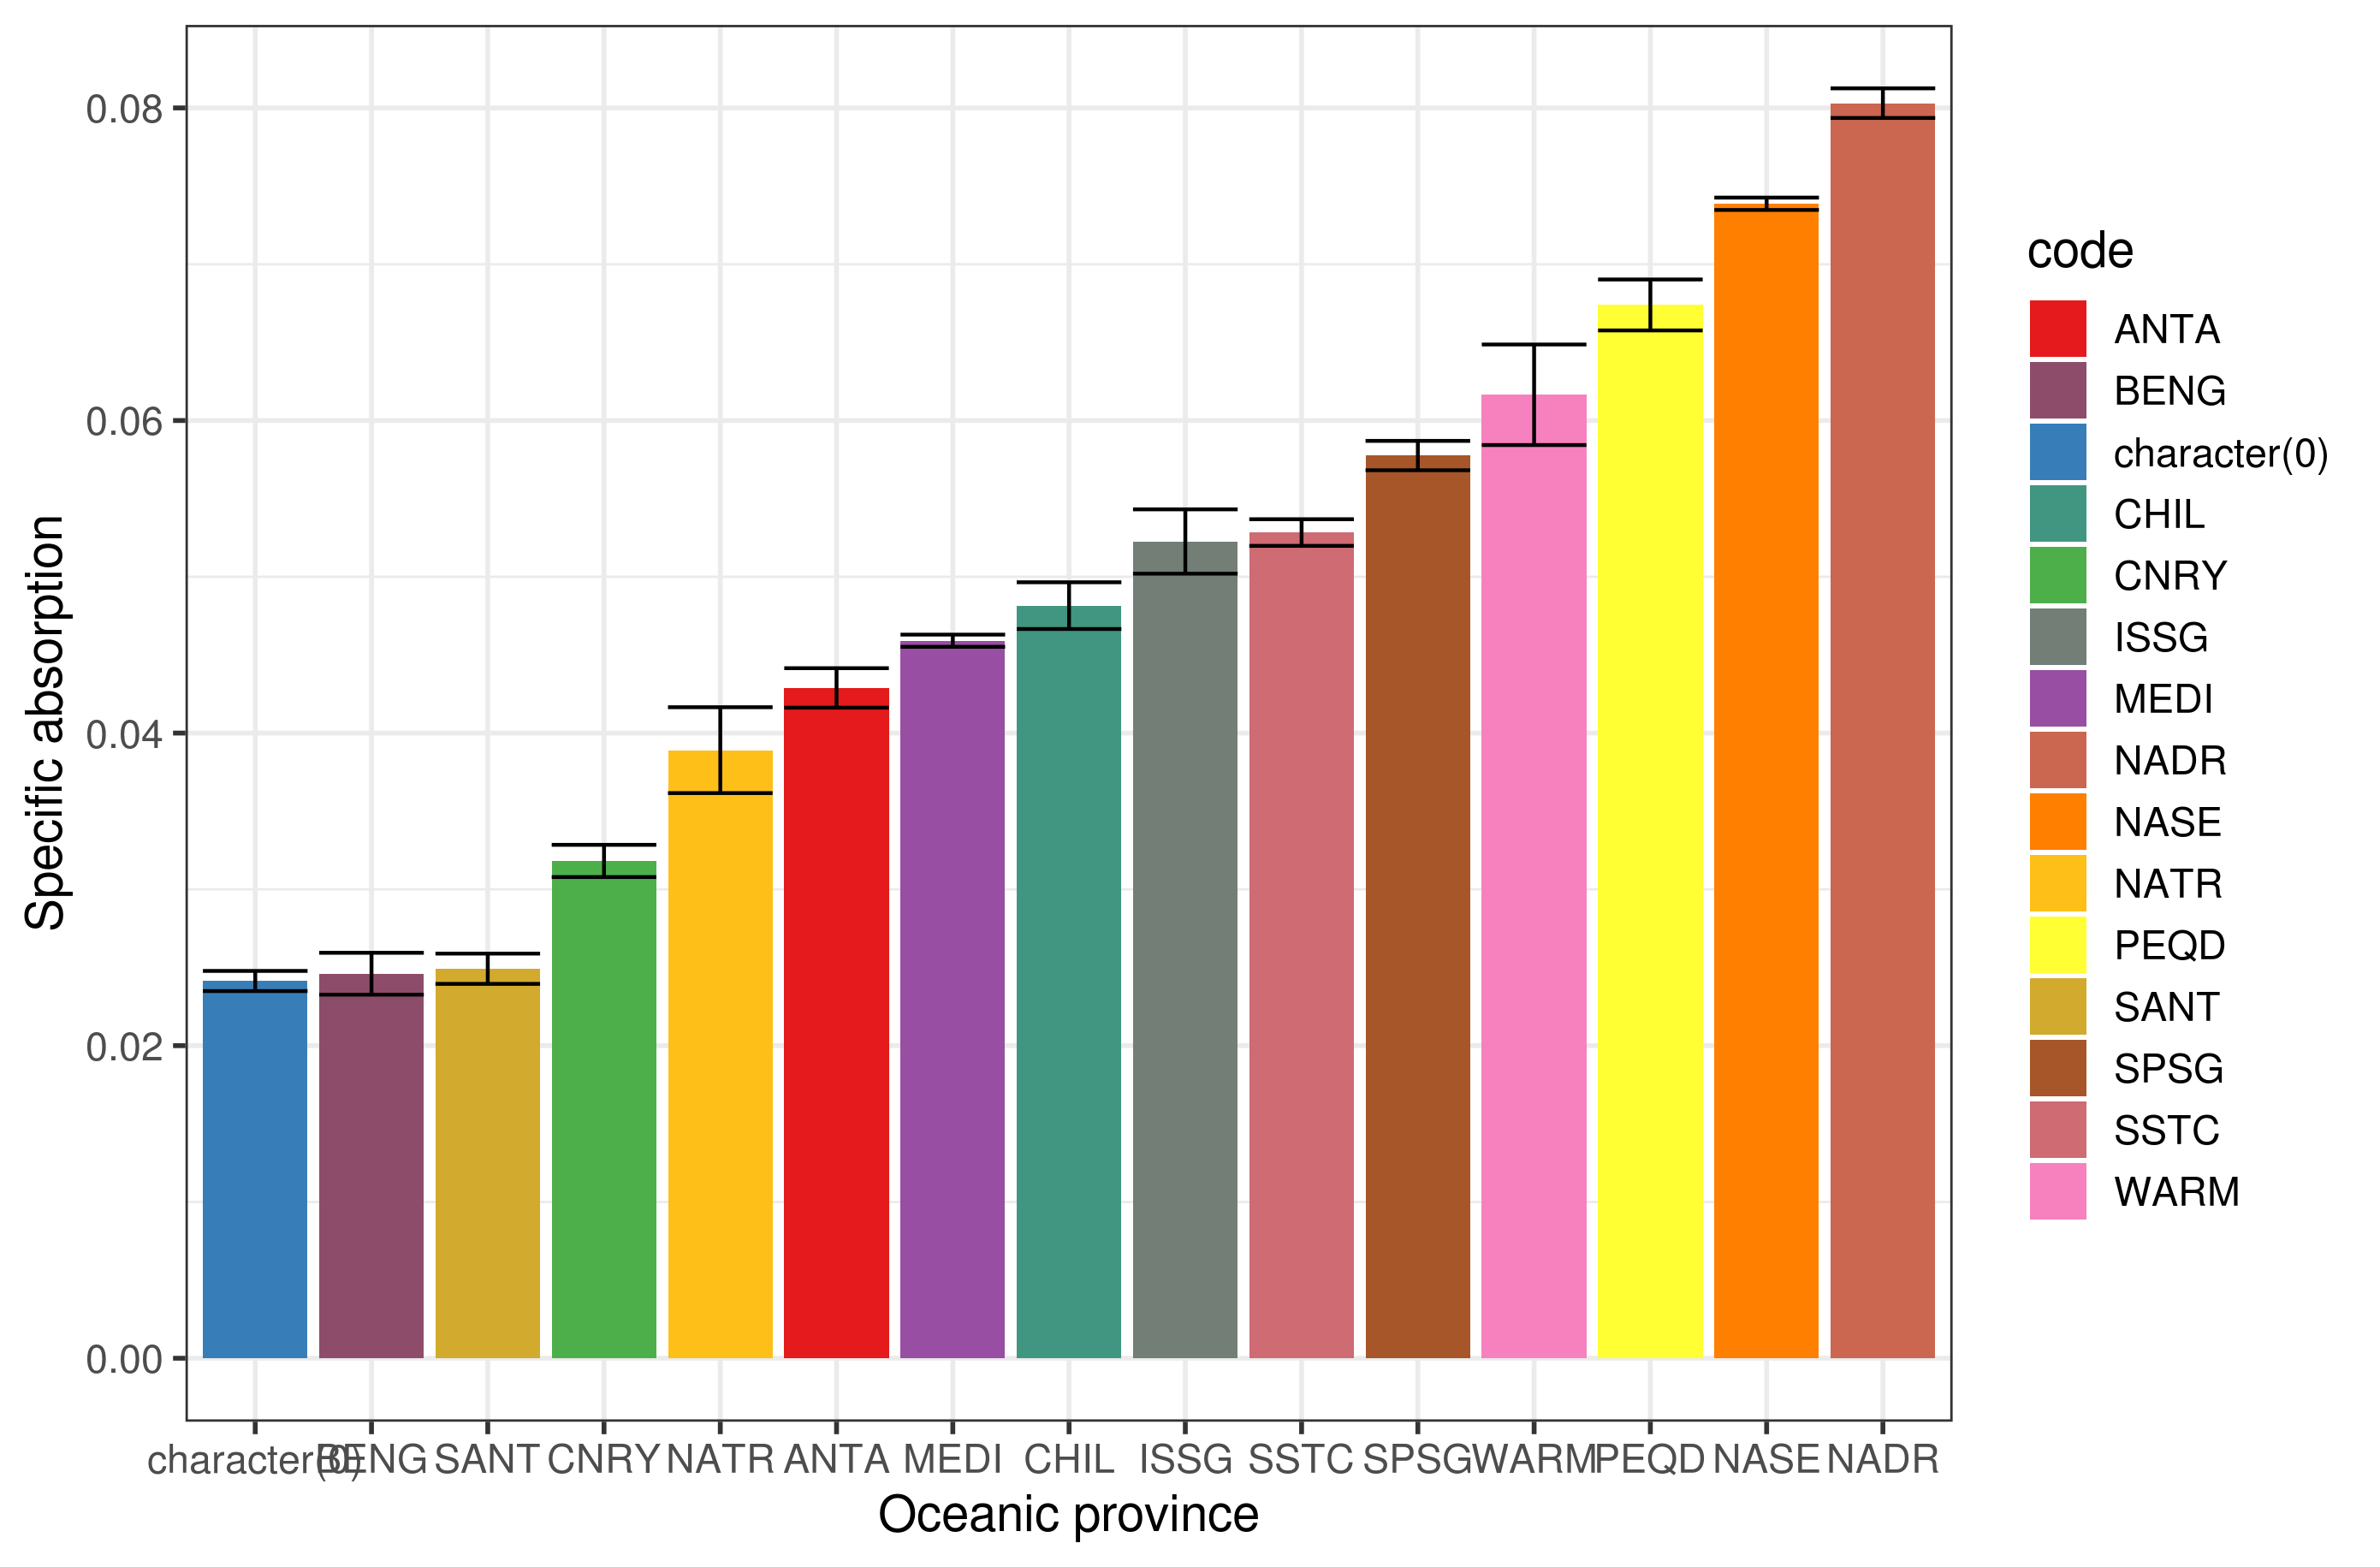 0.08
0.06
0.04
0.02
0.00
Specific absorption
character(0) BENG SANT CNRY NATR ANTA MEDI CHIL ISSG SSTC SPSG WARM PEQD NASE NADR
Oceanic province
code
ANTA
BENG
character(0)
CHIL
CNRY
ISSG
MEDI
NADR
NASE
NATR
PEQD
SANT
SPSG
SSTC
WARM